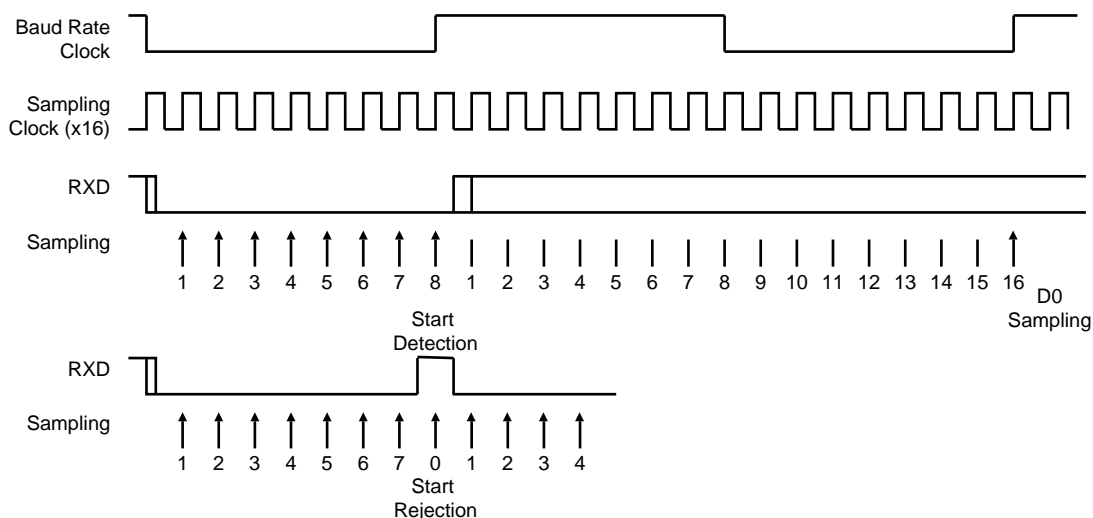 Baud Rate
Clock
Sampling
Clock (x16)
RXD
Sampling
1 2 3 4 5 6 7 8 1 2 3 4 5 6 7 8 9 10 11 12 13 14 15 16
D0
Sampling
Start
Detection
RXD
Sampling
1 2 3 4 5 6 7 0 1 2 3 4
Start
Rejection